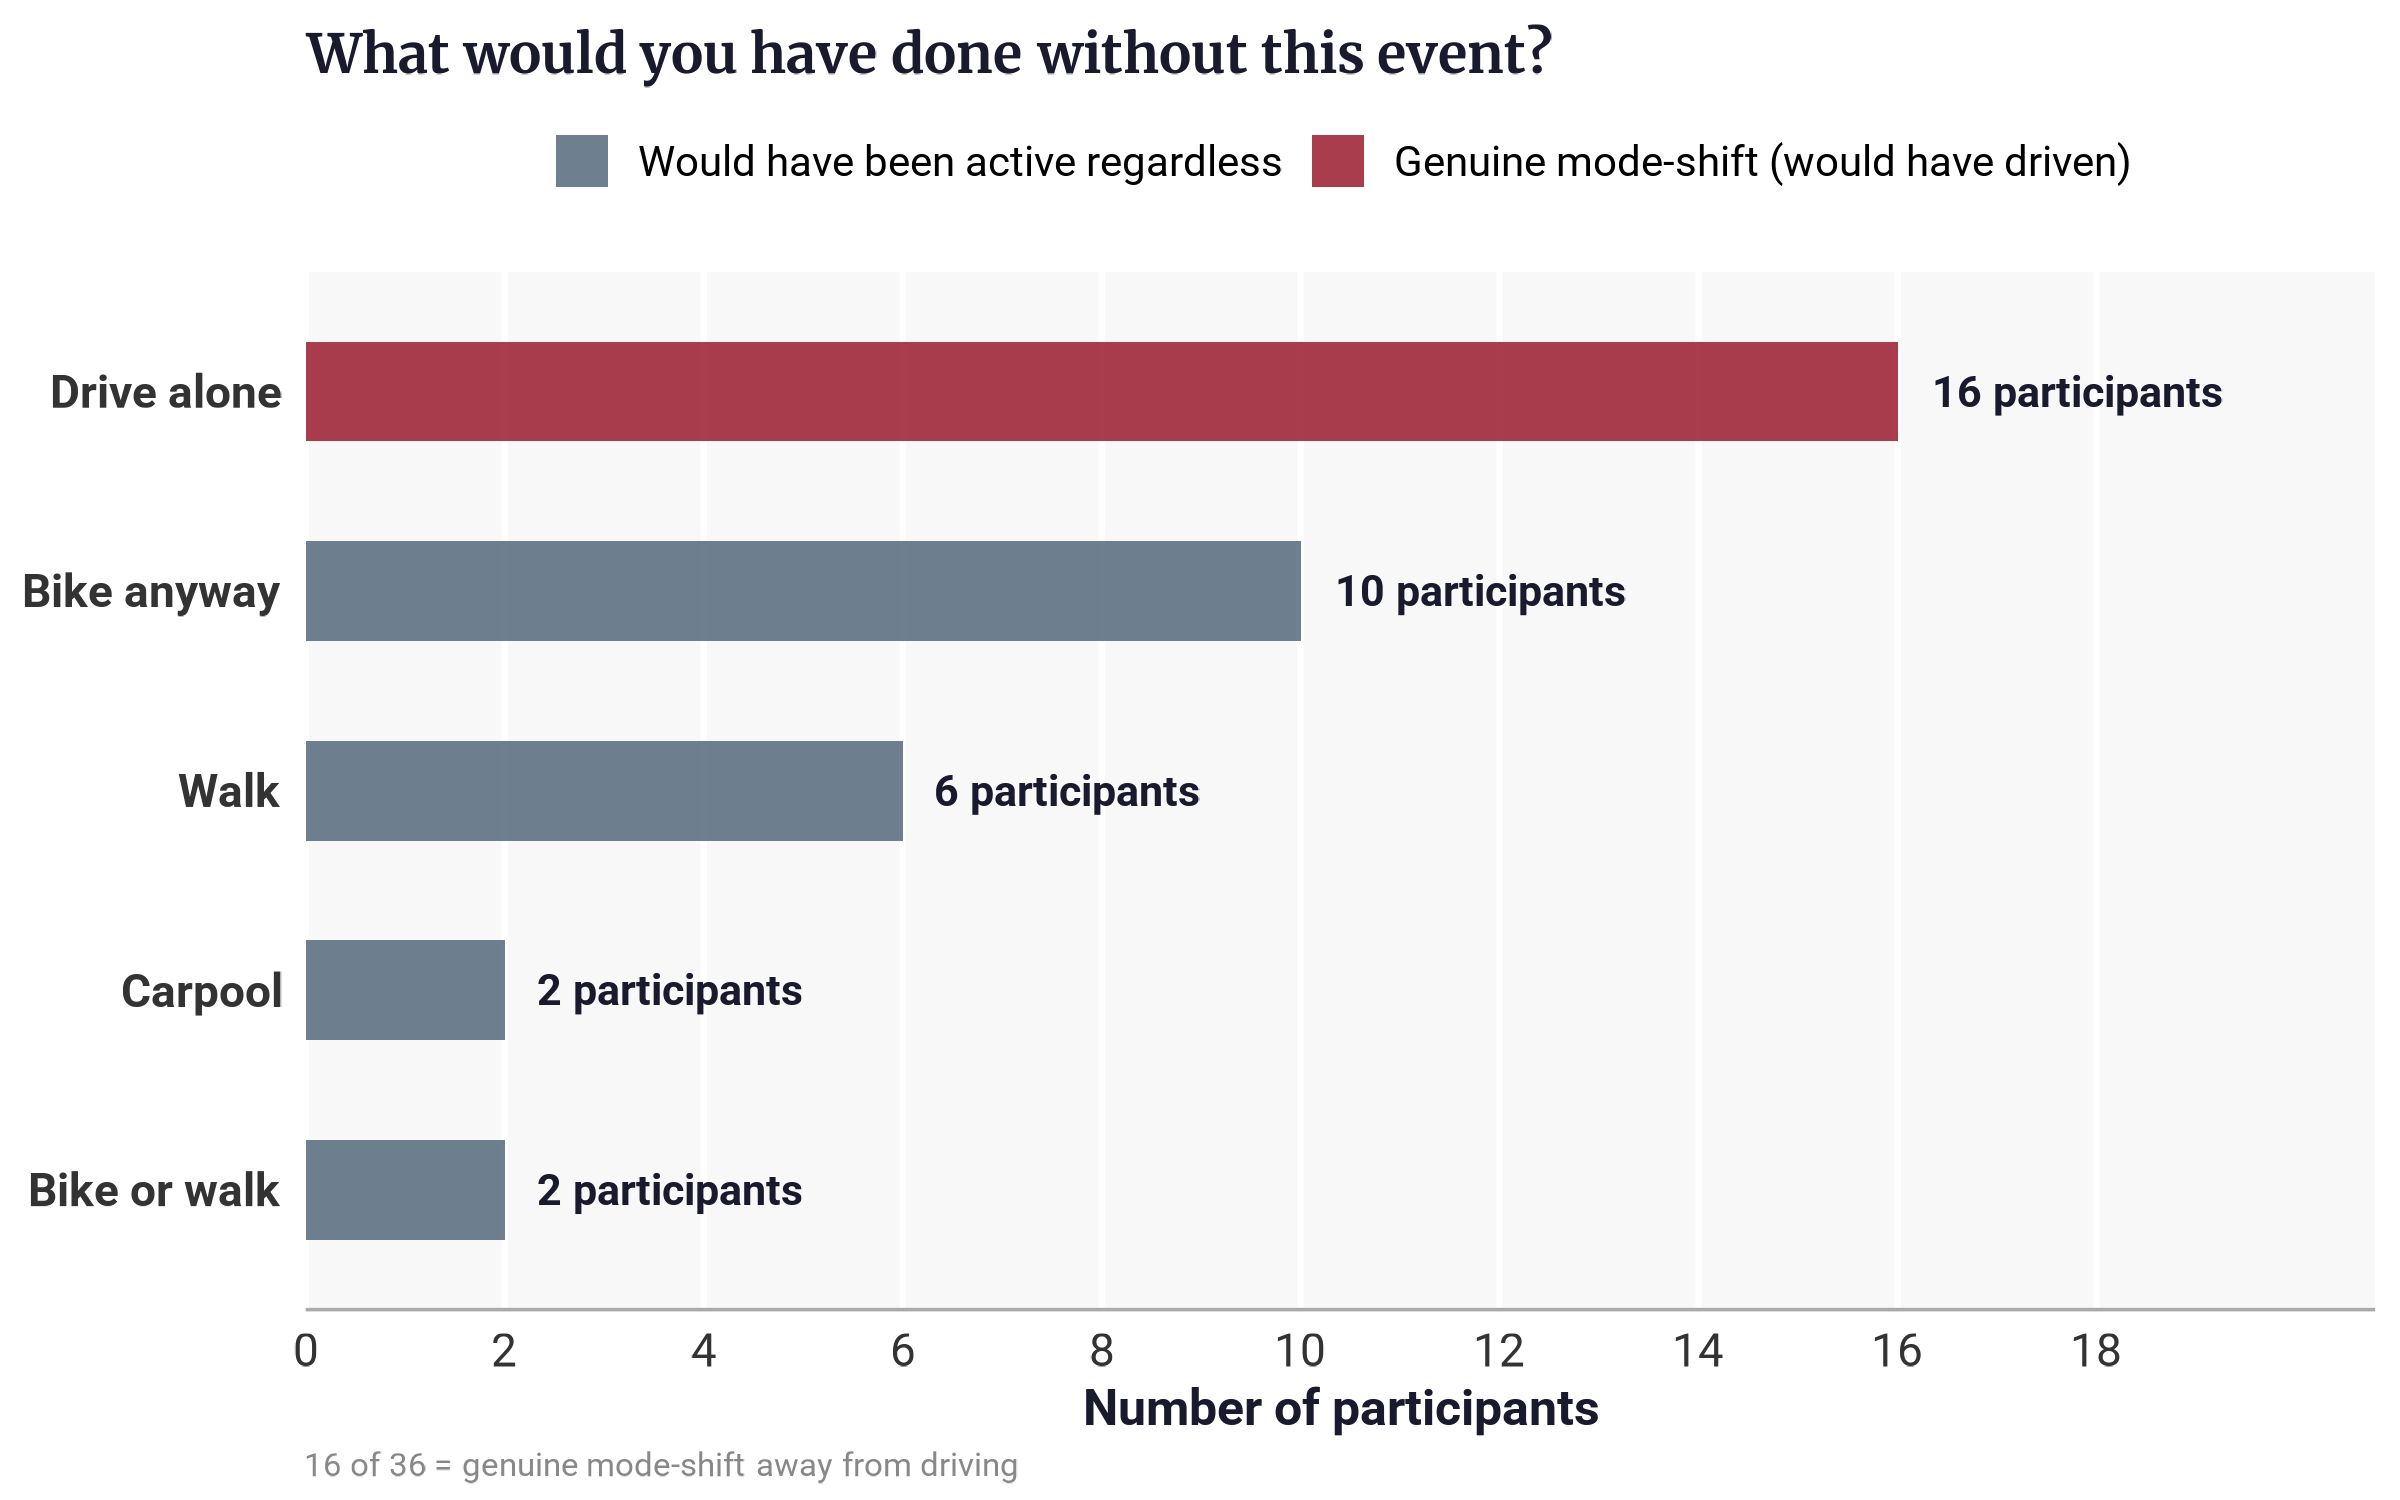 What would you have done without this event?
Would have been active regardless Genuine mode-shift (would have driven)
Drive alone 16 participants
Bike anyway 10 participants
Walk 6 participants
Carpool 2 participants
Bike or walk 2 participants
0 2 4 6 8 10 12 14 16 18
Number of participants
16 of 36 = genuine mode-shift away from driving